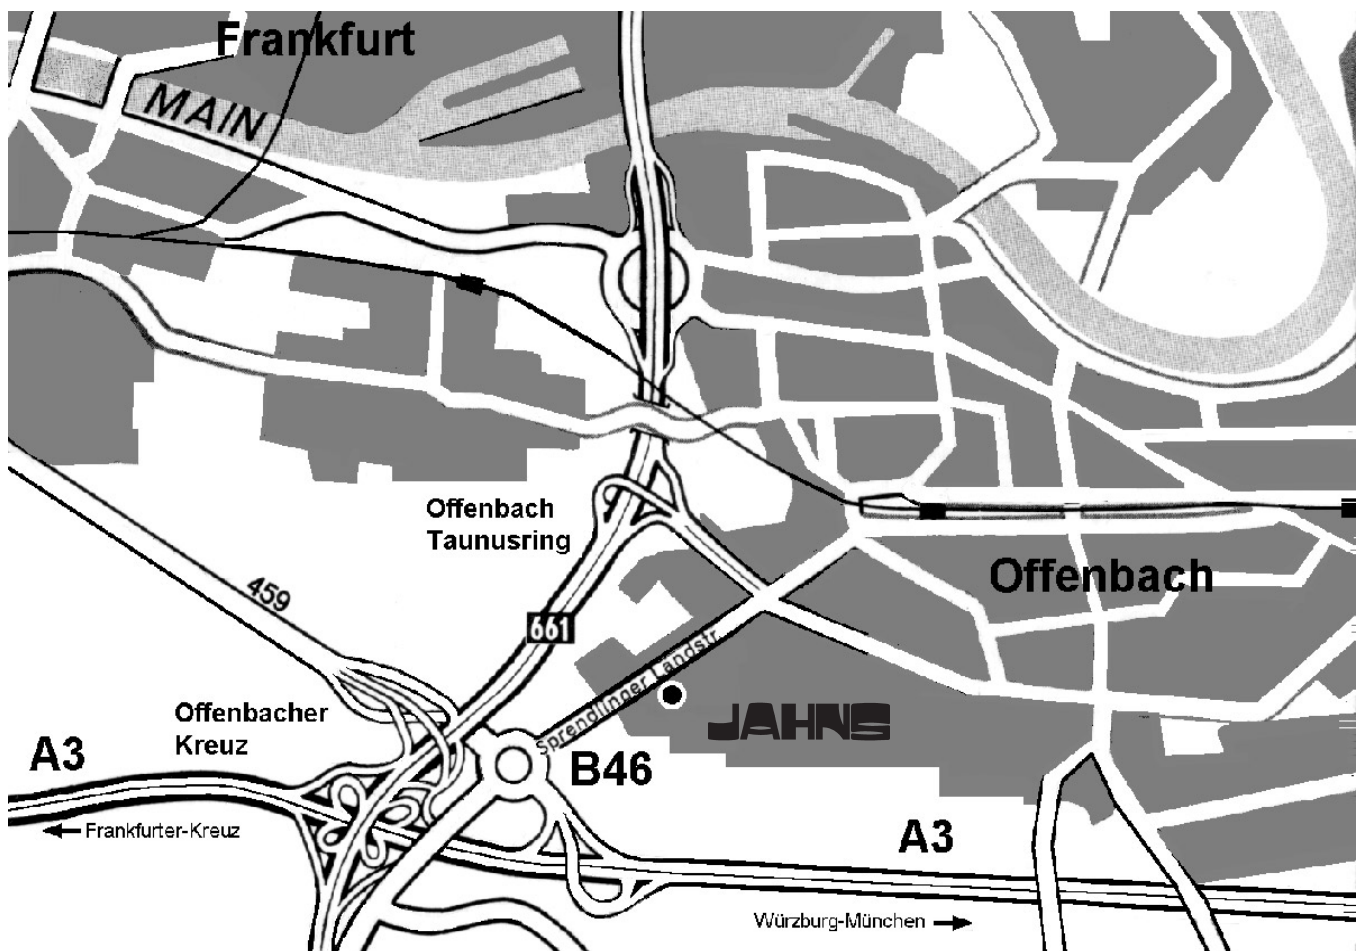 Frankfurt
MAIN
Offenbach
Taunusring
Offenbach
459
661
Sprendlinger Landstr.
Offenbacher
Kreuz
JAHNS
A3
B46
Frankfurter-Kreuz
A3
Würzburg-München